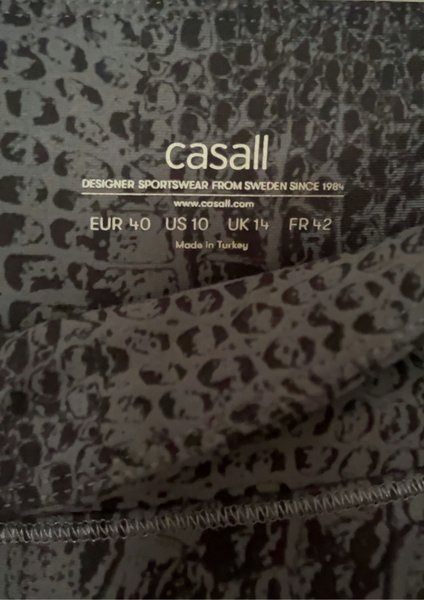 casall
DESIGNER SPORTSWEAR FROM SWEDEN SINCE 1984
www.casall.com
EUR 40 US 10 UK 14 FR 42
Made in Turkey